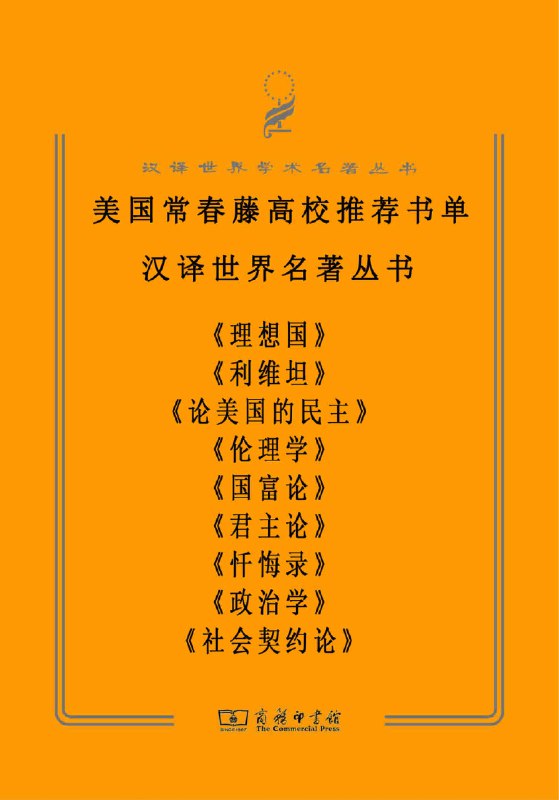 汉译世界学术名著丛书
美国常春藤高校推荐书单
汉译世界名著丛书
《理想国》
《利维坦》
《论美国的民主》
《伦理学》
《国富论》
《君主论》
《忏悔录》
《政治学》
《社会契约论》
商务印书馆
SINCE1897 The Commercial Press